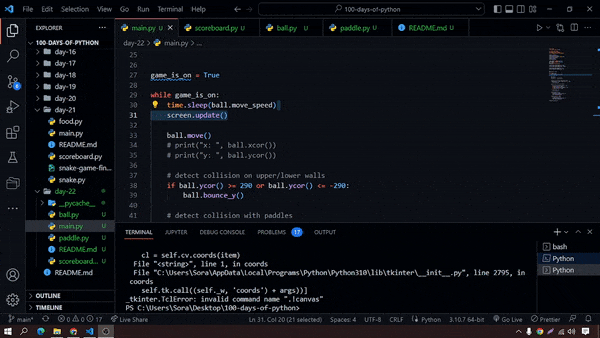 File Edit Selection View Go Run Terminal Help
100-days-of-python
EXPLORER
main.py U
scoreboard.py U
ball.py U
paddle.py U
README.md U
100-DAYS-OF-PYTHON
day-22 > main.py > ...
day-16
day-17
day-18
day-19
day-20
day-21
food.py
main.py
README.md
scoreboard.py
snake-game-fin...
snake.py
day-22
__pycache__
ball.py U
main.py U
paddle.py U
README.md U
scoreboard... U
README.md
OUTLINE
TIMELINE
25
26
27 game_is_on = True
28
29 while game_is_on:
30 time.sleep(ball.move_speed)
31 screen.update()
32
33 ball.move()
34 # print("x: ", ball.xcor())
35 # print("y: ", ball.ycor())
36
37 # detect collision on upper/lower walls
38 if ball.ycor() >= 290 or ball.ycor() <= -290:
39 ball.bounce_y()
40
41 # detect collision with paddles
TERMINAL JUPYTER DEBUG CONSOLE PROBLEMS 17 OUTPUT
cl = self.cv.coords(item)
File "<string>", line 1, in coords
File "C:\Users\Sora\AppData\Local\Programs\Python\Python310\lib\tkinter\__init__.py", line 2795, in
coords
self.tk.call((self._w, 'coords') + args))]
_tkinter.TclError: invalid command name ".!canvas"
PS C:\Users\Sora\Desktop\100-days-of-python>
bash
Python
Python
main* 0 17 Live Share
Ln 31, Col 20 (21 selected) Spaces: 4 UTF-8 CRLF Python 3.10.7 64-bit Go Live Prettier